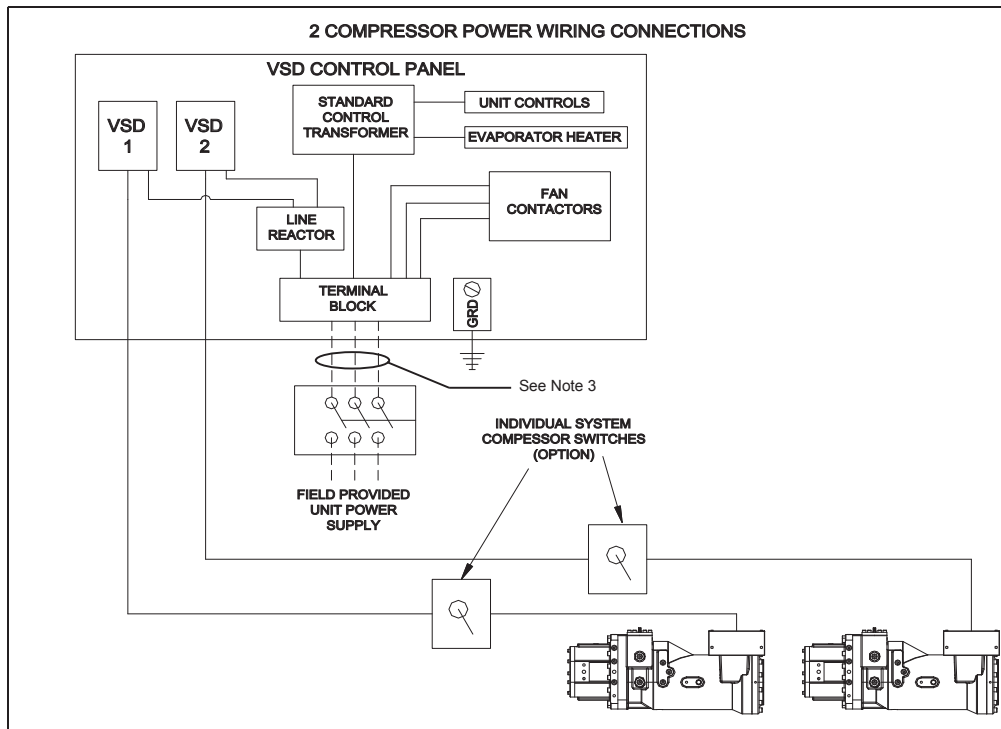 2 COMPRESSOR POWER WIRING CONNECTIONS
VSD CONTROL PANEL
VSD
1
VSD
2
STANDARD
CONTROL
TRANSFORMER
UNIT CONTROLS
EVAPORATOR HEATER
FAN
CONTACTORS
LINE
REACTOR
TERMINAL
BLOCK
GRD
See Note 3
INDIVIDUAL SYSTEM
COMPESSOR SWITCHES
(OPTION)
FIELD PROVIDED
UNIT POWER
SUPPLY